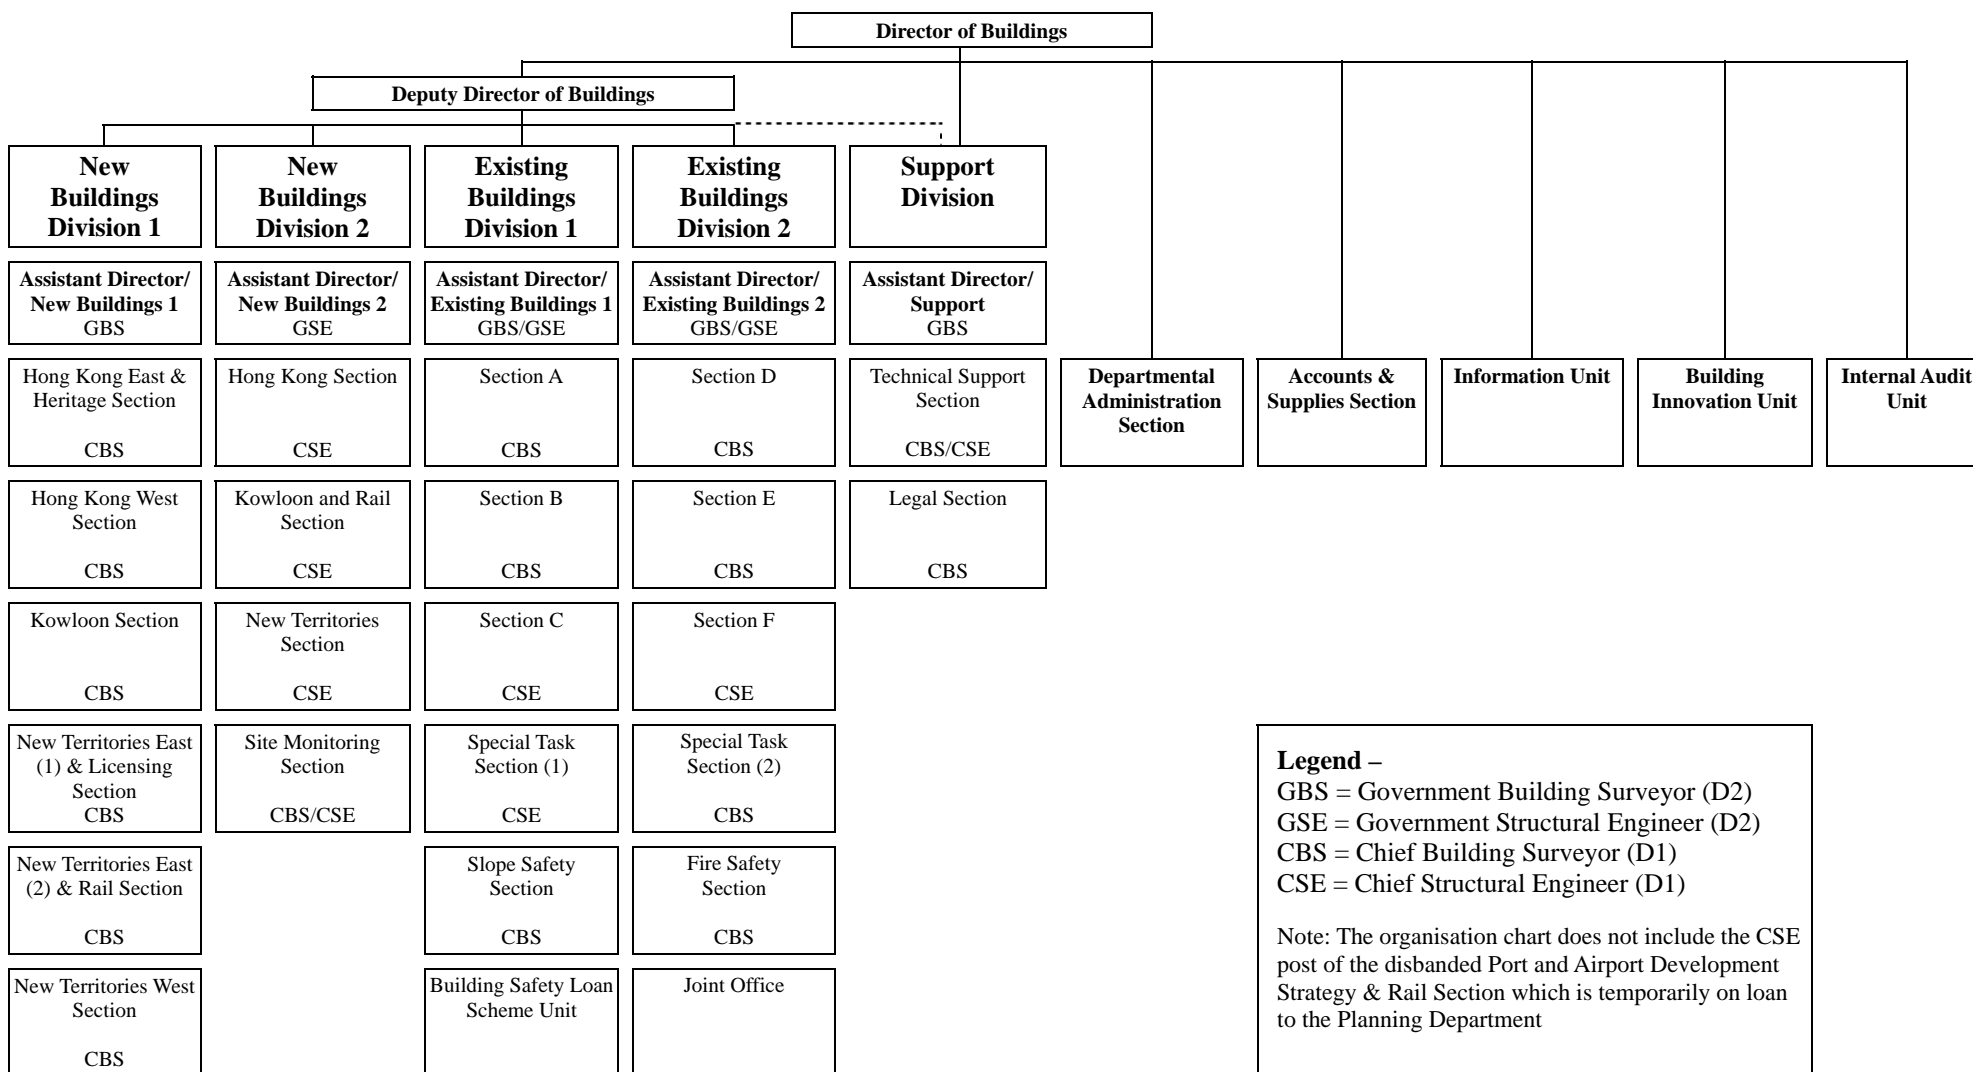 Director of Buildings
Deputy Director of Buildings
New
Buildings
Division 1
New
Buildings
Division 2
Existing
Buildings
Division 1
Existing
Buildings
Division 2
Support
Division
Assistant Director/
New Buildings 1
GBS
Assistant Director/
New Buildings 2
GSE
Assistant Director/
Existing Buildings 1
GBS/GSE
Assistant Director/
Existing Buildings 2
GBS/GSE
Assistant Director/
Support
GBS
Hong Kong East &
Heritage Section
CBS
Hong Kong Section
CSE
Section A
CBS
Section D
CBS
Technical Support
Section
CBS/CSE
Departmental
Administration
Section
Accounts &
Supplies Section
Information Unit
Building
Innovation Unit
Internal Audit
Unit
Hong Kong West
Section
CBS
Kowloon and Rail
Section
CSE
Section B
CBS
Section E
CBS
Legal Section
CBS
Kowloon Section
CBS
New Territories
Section
CSE
Section C
CSE
Section F
CSE
New Territories East
(1) & Licensing
Section
CBS
Site Monitoring
Section
CBS/CSE
Special Task
Section (1)
CSE
Special Task
Section (2)
CBS
New Territories East
(2) & Rail Section
CBS
Slope Safety
Section
CBS
Fire Safety
Section
CBS
New Territories West
Section
CBS
Building Safety Loan
Scheme Unit
Joint Office
Legend –
GBS = Government Building Surveyor (D2)
GSE = Government Structural Engineer (D2)
CBS = Chief Building Surveyor (D1)
CSE = Chief Structural Engineer (D1)
Note: The organisation chart does not include the CSE
post of the disbanded Port and Airport Development
Strategy & Rail Section which is temporarily on loan
to the Planning Department